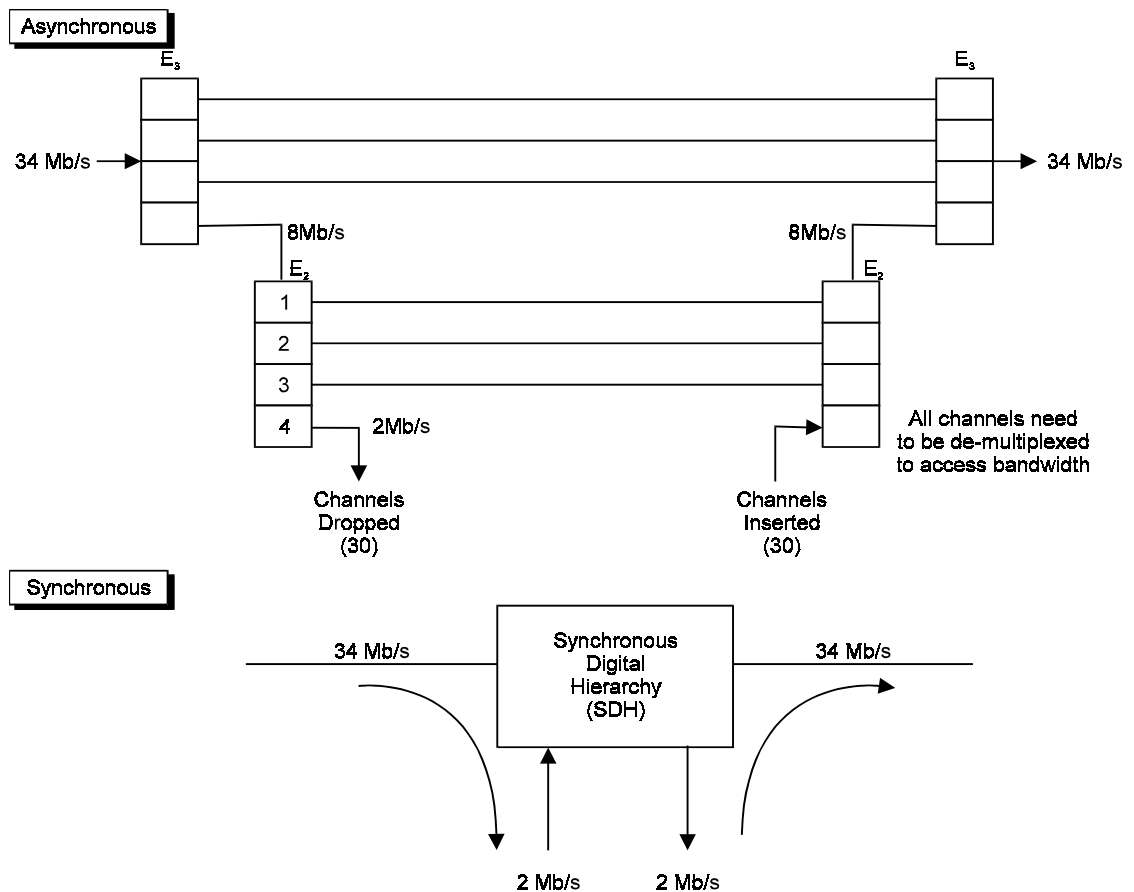 Asynchronous
E3
E3
34 Mb/s
34 Mb/s
8Mb/s
8Mb/s
E2
E2
1
2
3
4
2Mb/s
All channels need
to be de-multiplexed
to access bandwidth
Channels
Dropped
(30)
Channels
Inserted
(30)
Synchronous
34 Mb/s
Synchronous
Digital
Hierarchy
(SDH)
34 Mb/s
2 Mb/s
2 Mb/s